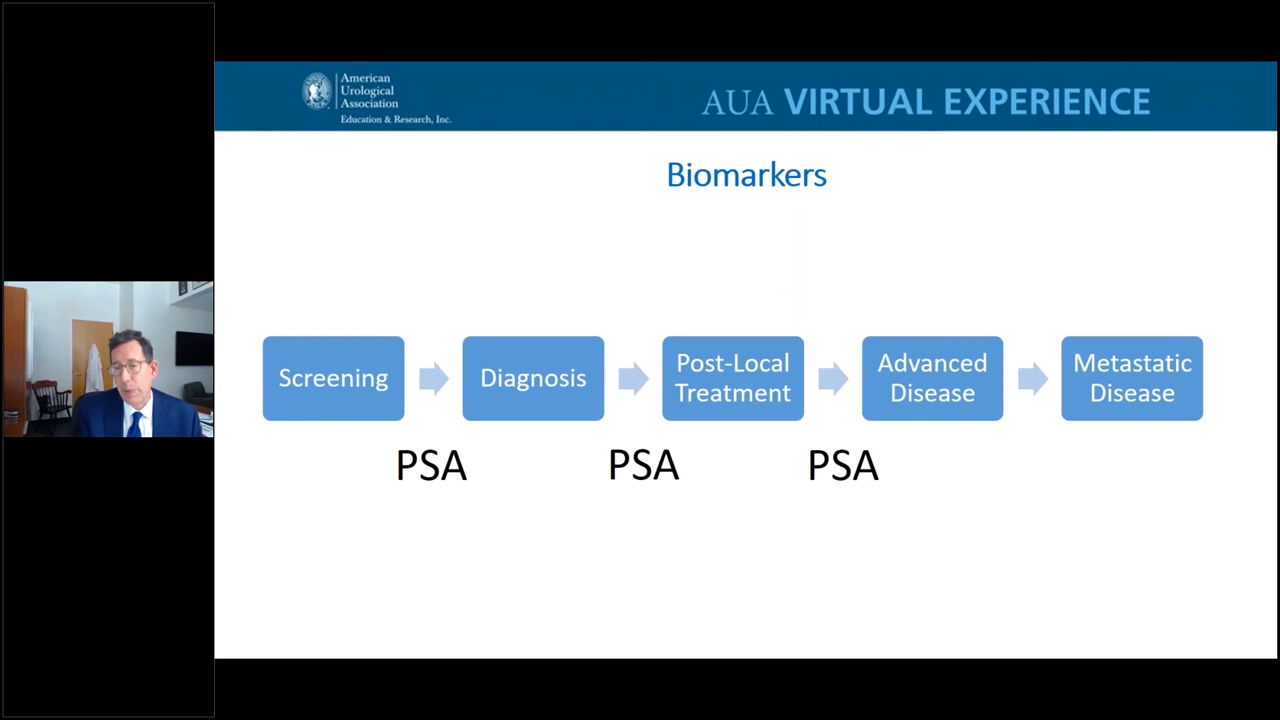 American
Urological
Association
Education & Research, Inc.
AUA VIRTUAL EXPERIENCE
Biomarkers
Screening
Diagnosis
Post-Local
Treatment
Advanced
Disease
Metastatic
Disease
PSA PSA PSA